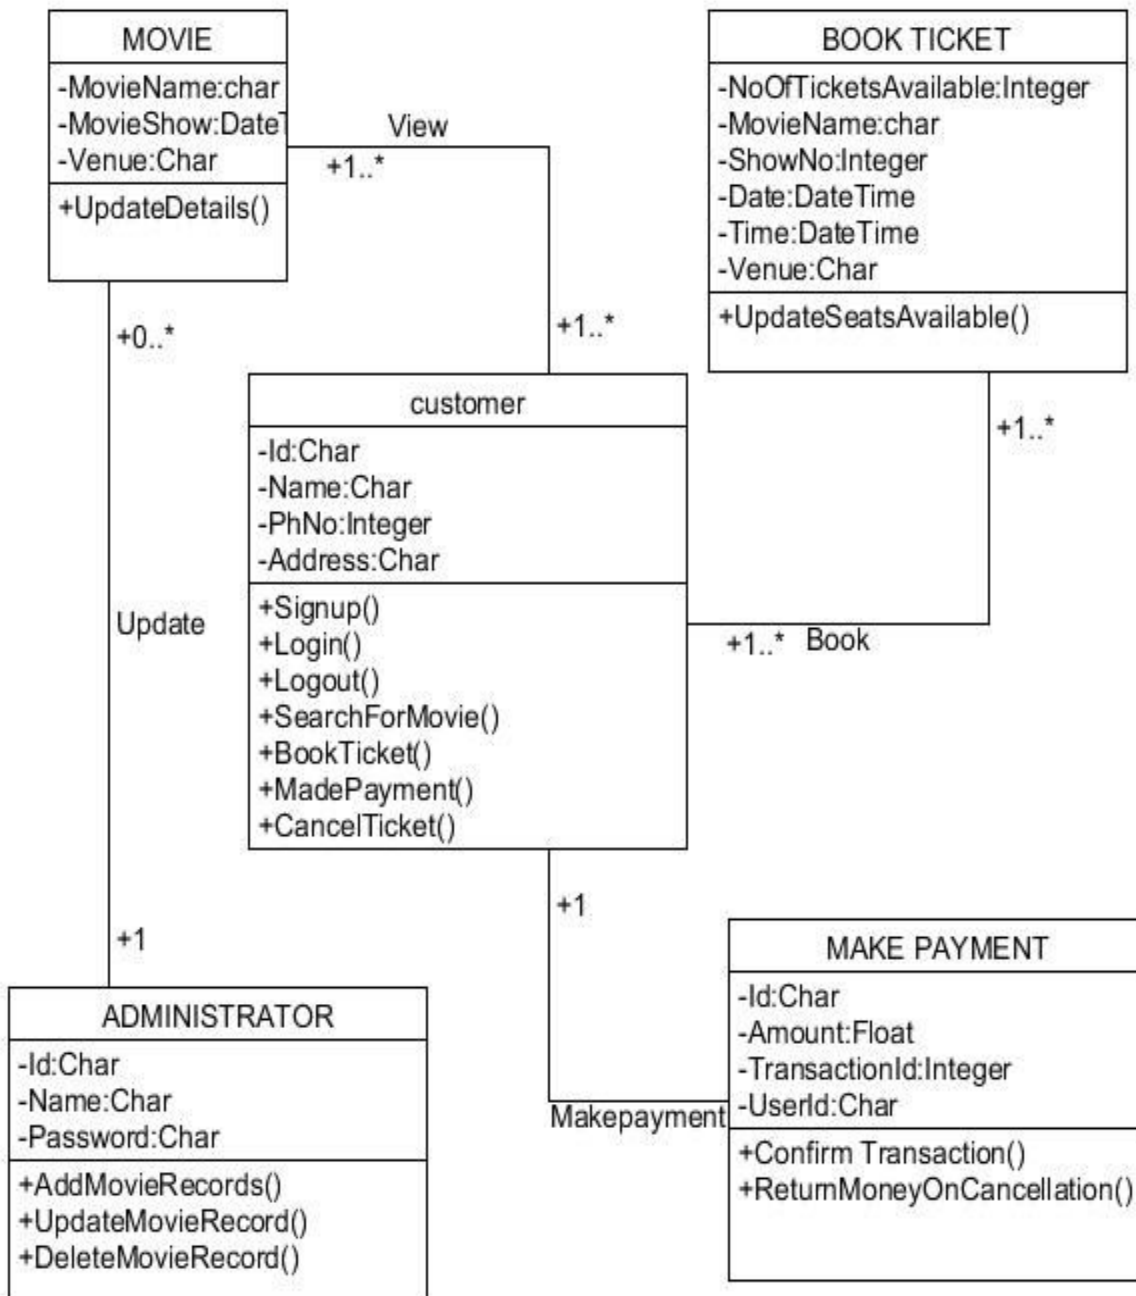 MOVIE
-MovieName:char
-MovieShow:DateT
-Venue:Char
+UpdateDetails()
View
+1..*
+1..*
BOOK TICKET
-NoOfTicketsAvailable:Integer
-MovieName:char
-ShowNo:Integer
-Date:DateTime
-Time:DateTime
-Venue:Char
+UpdateSeatsAvailable()
+0..*
Update
+1
customer
-Id:Char
-Name:Char
-PhNo:Integer
-Address:Char
+Signup()
+Login()
+Logout()
+SearchForMovie()
+BookTicket()
+MadePayment()
+CancelTicket()
+1..*
+1..* Book
+1
Makepayment
ADMINISTRATOR
-Id:Char
-Name:Char
-Password:Char
+AddMovieRecords()
+UpdateMovieRecord()
+DeleteMovieRecord()
MAKE PAYMENT
-Id:Char
-Amount:Float
-TransactionId:Integer
-UserId:Char
+Confirm Transaction()
+ReturnMoneyOnCancellation()